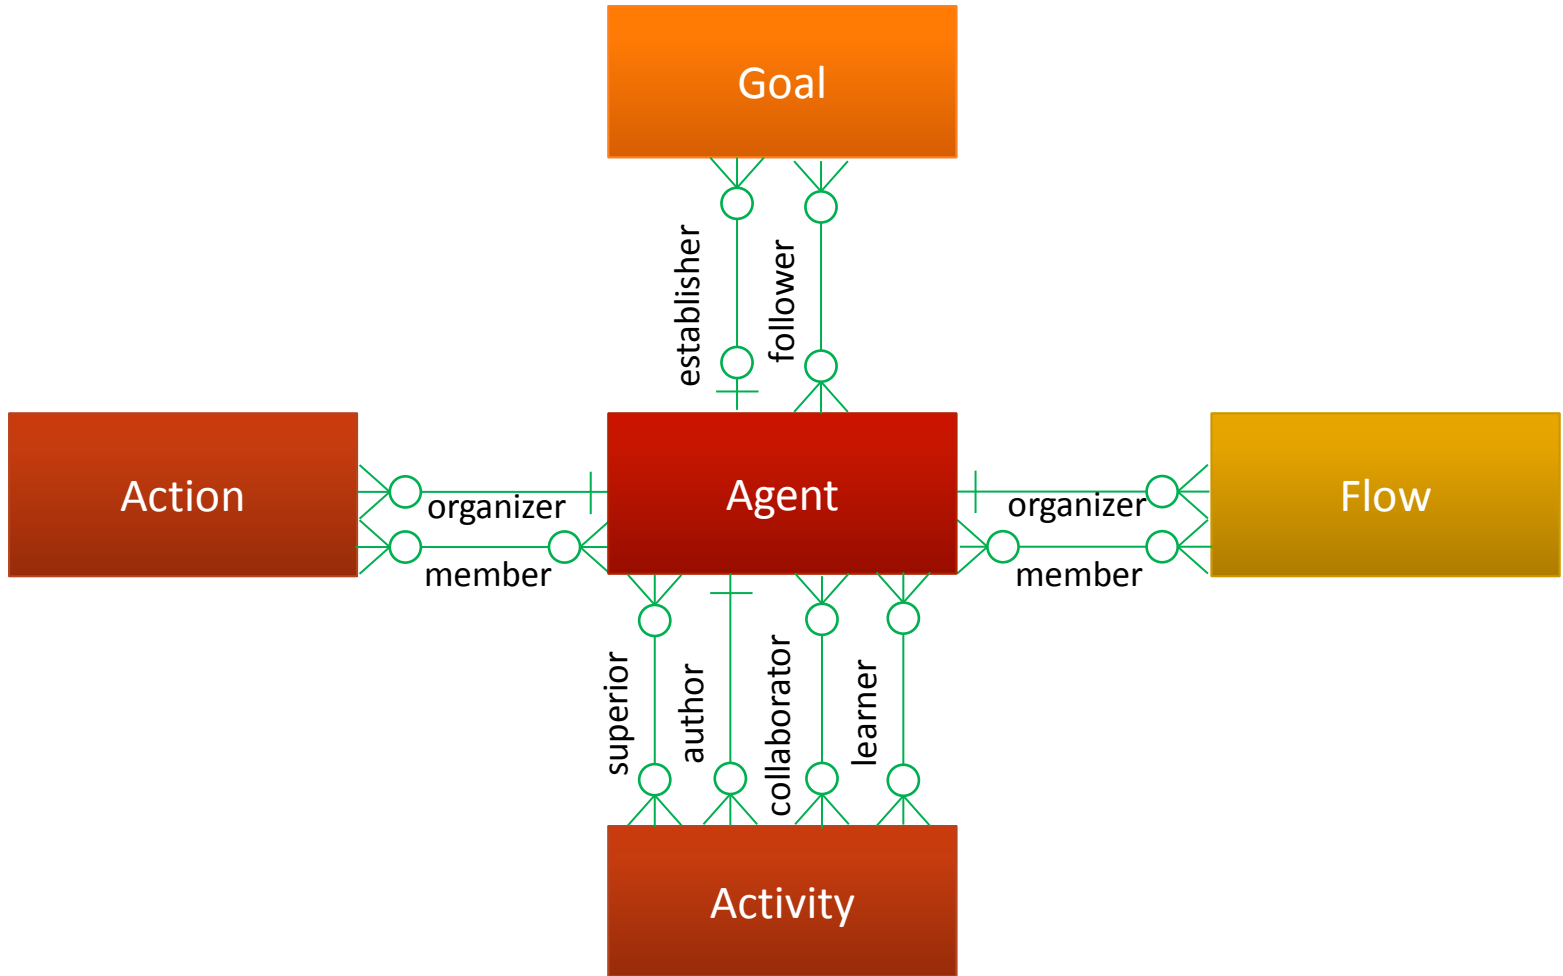 Goal
establisher
follower
Action
organizer
member
Agent
organizer
member
Flow
superior
author
collaborator
learner
Activity